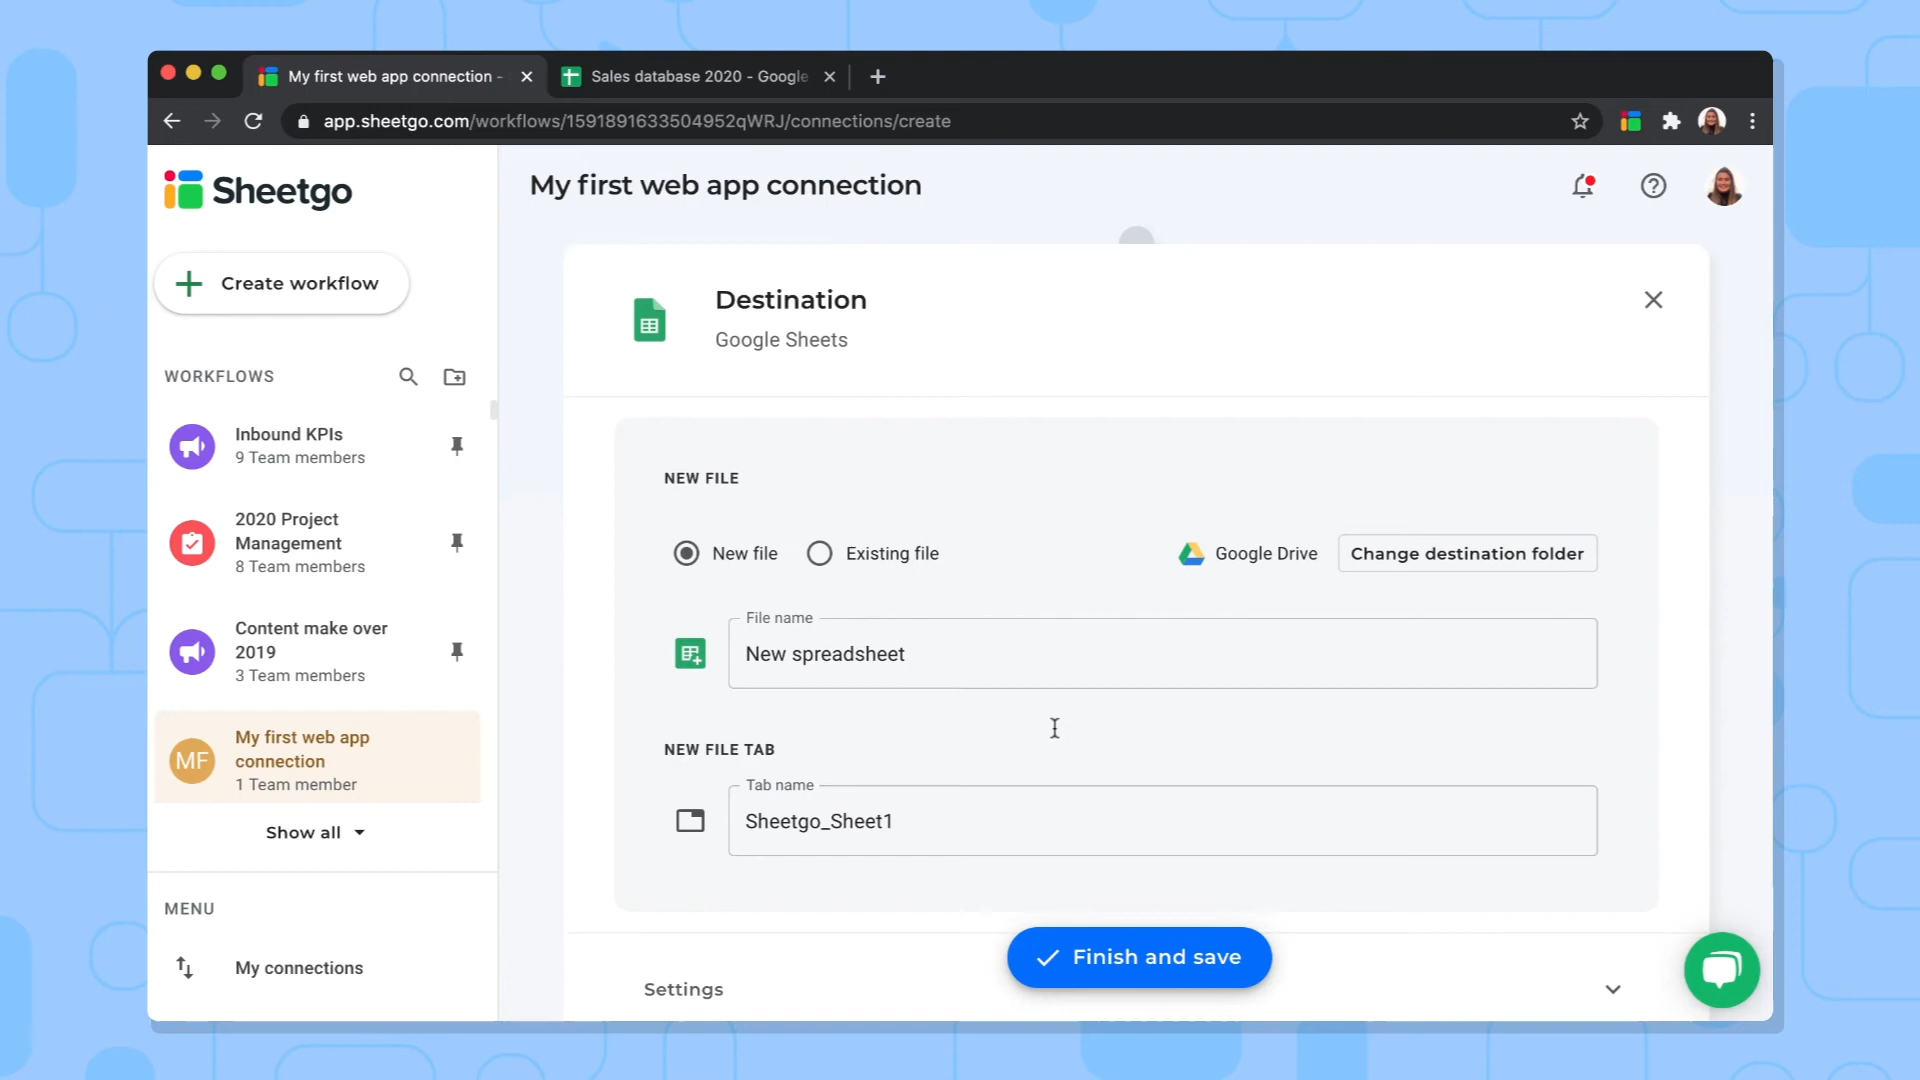 My first web app connection -
Sales database 2020 - Google
app.sheetgo.com/workflows/1591891633504952qWRJ/connections/create
Sheetgo
My first web app connection
Create workflow
Destination
Google Sheets
WORKFLOWS
Inbound KPIs
9 Team members
2020 Project
Management
8 Team members
Content make over
2019
3 Team members
MF
My first web app
connection
1 Team member
Show all
MENU
My connections
NEW FILE
New file
Existing file
Google Drive
Change destination folder
File name
New spreadsheet
NEW FILE TAB
Tab name
Sheetgo_Sheet1
Finish and save
Settings